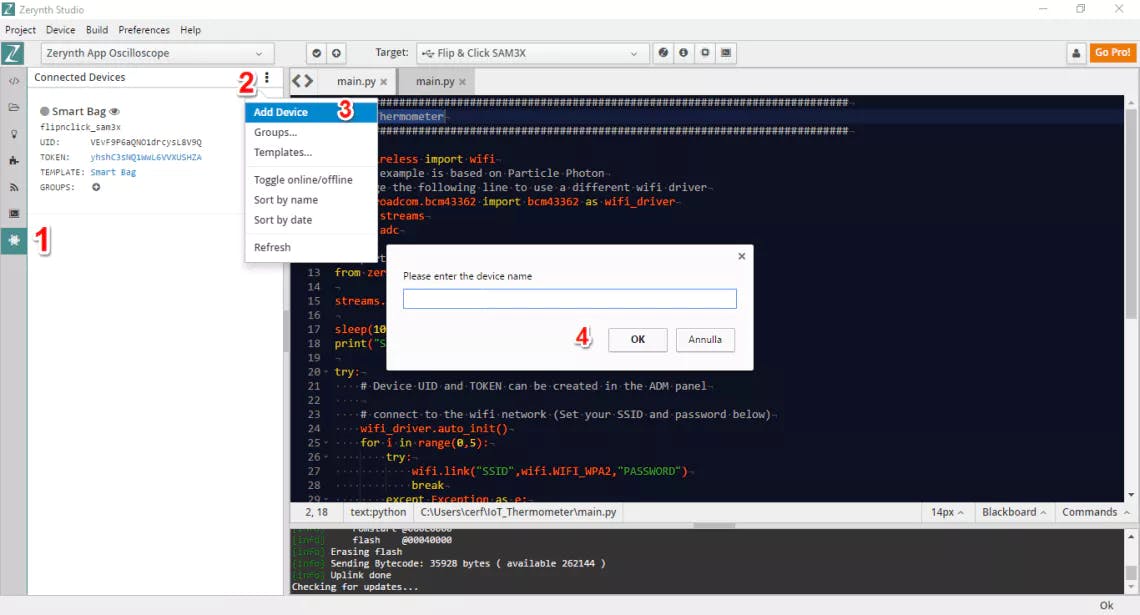 Zerynth Studio
Project Device Build Preferences Help
Zerynth App Oscilloscope
Target: Flip & Click SAM3X
Go Pro!
Connected Devices
2
main.py
main.py
Add Device
3
Groups...
Templates...
Toggle online/offline
Sort by name
Sort by date
Refresh
Smart Bag
flipnclick_sam3x
UID:
TOKEN:
TEMPLATE: Smart Bag
GROUPS:
1
################################################
hermometer
################################################
ireless import wifi
example is based on Particle Photon
ge the following line to use a different wifi driver
roadcom.bcm43362 import bcm43362 as wifi_driver
streams
adc
13 from zer
14
15 streams.
16
17 sleep(10
18 print("S
19
20 try:
21 # Device UID and TOKEN can be created in the ADM panel
22
23 # connect to the wifi network (Set your SSID and password below)
24 wifi_driver.auto_init()
25 for i in range(0,5):
26 try:
27 wifi.link("SSID",wifi.WIFI_WPA2,"PASSWORD")
28 break
29 except Exception as e:
Please enter the device name
4
OK
Annulla
2, 18 text:python C:\Users\cerf\IoT_Thermometer\main.py 14px Blackboard Commands
[info] romstart @000E0000
[info] flash @00040000
[info] Erasing flash
[info] Sending Bytecode: 35928 bytes ( available 262144 )
[info] Uplink done
Checking for updates...
Ok